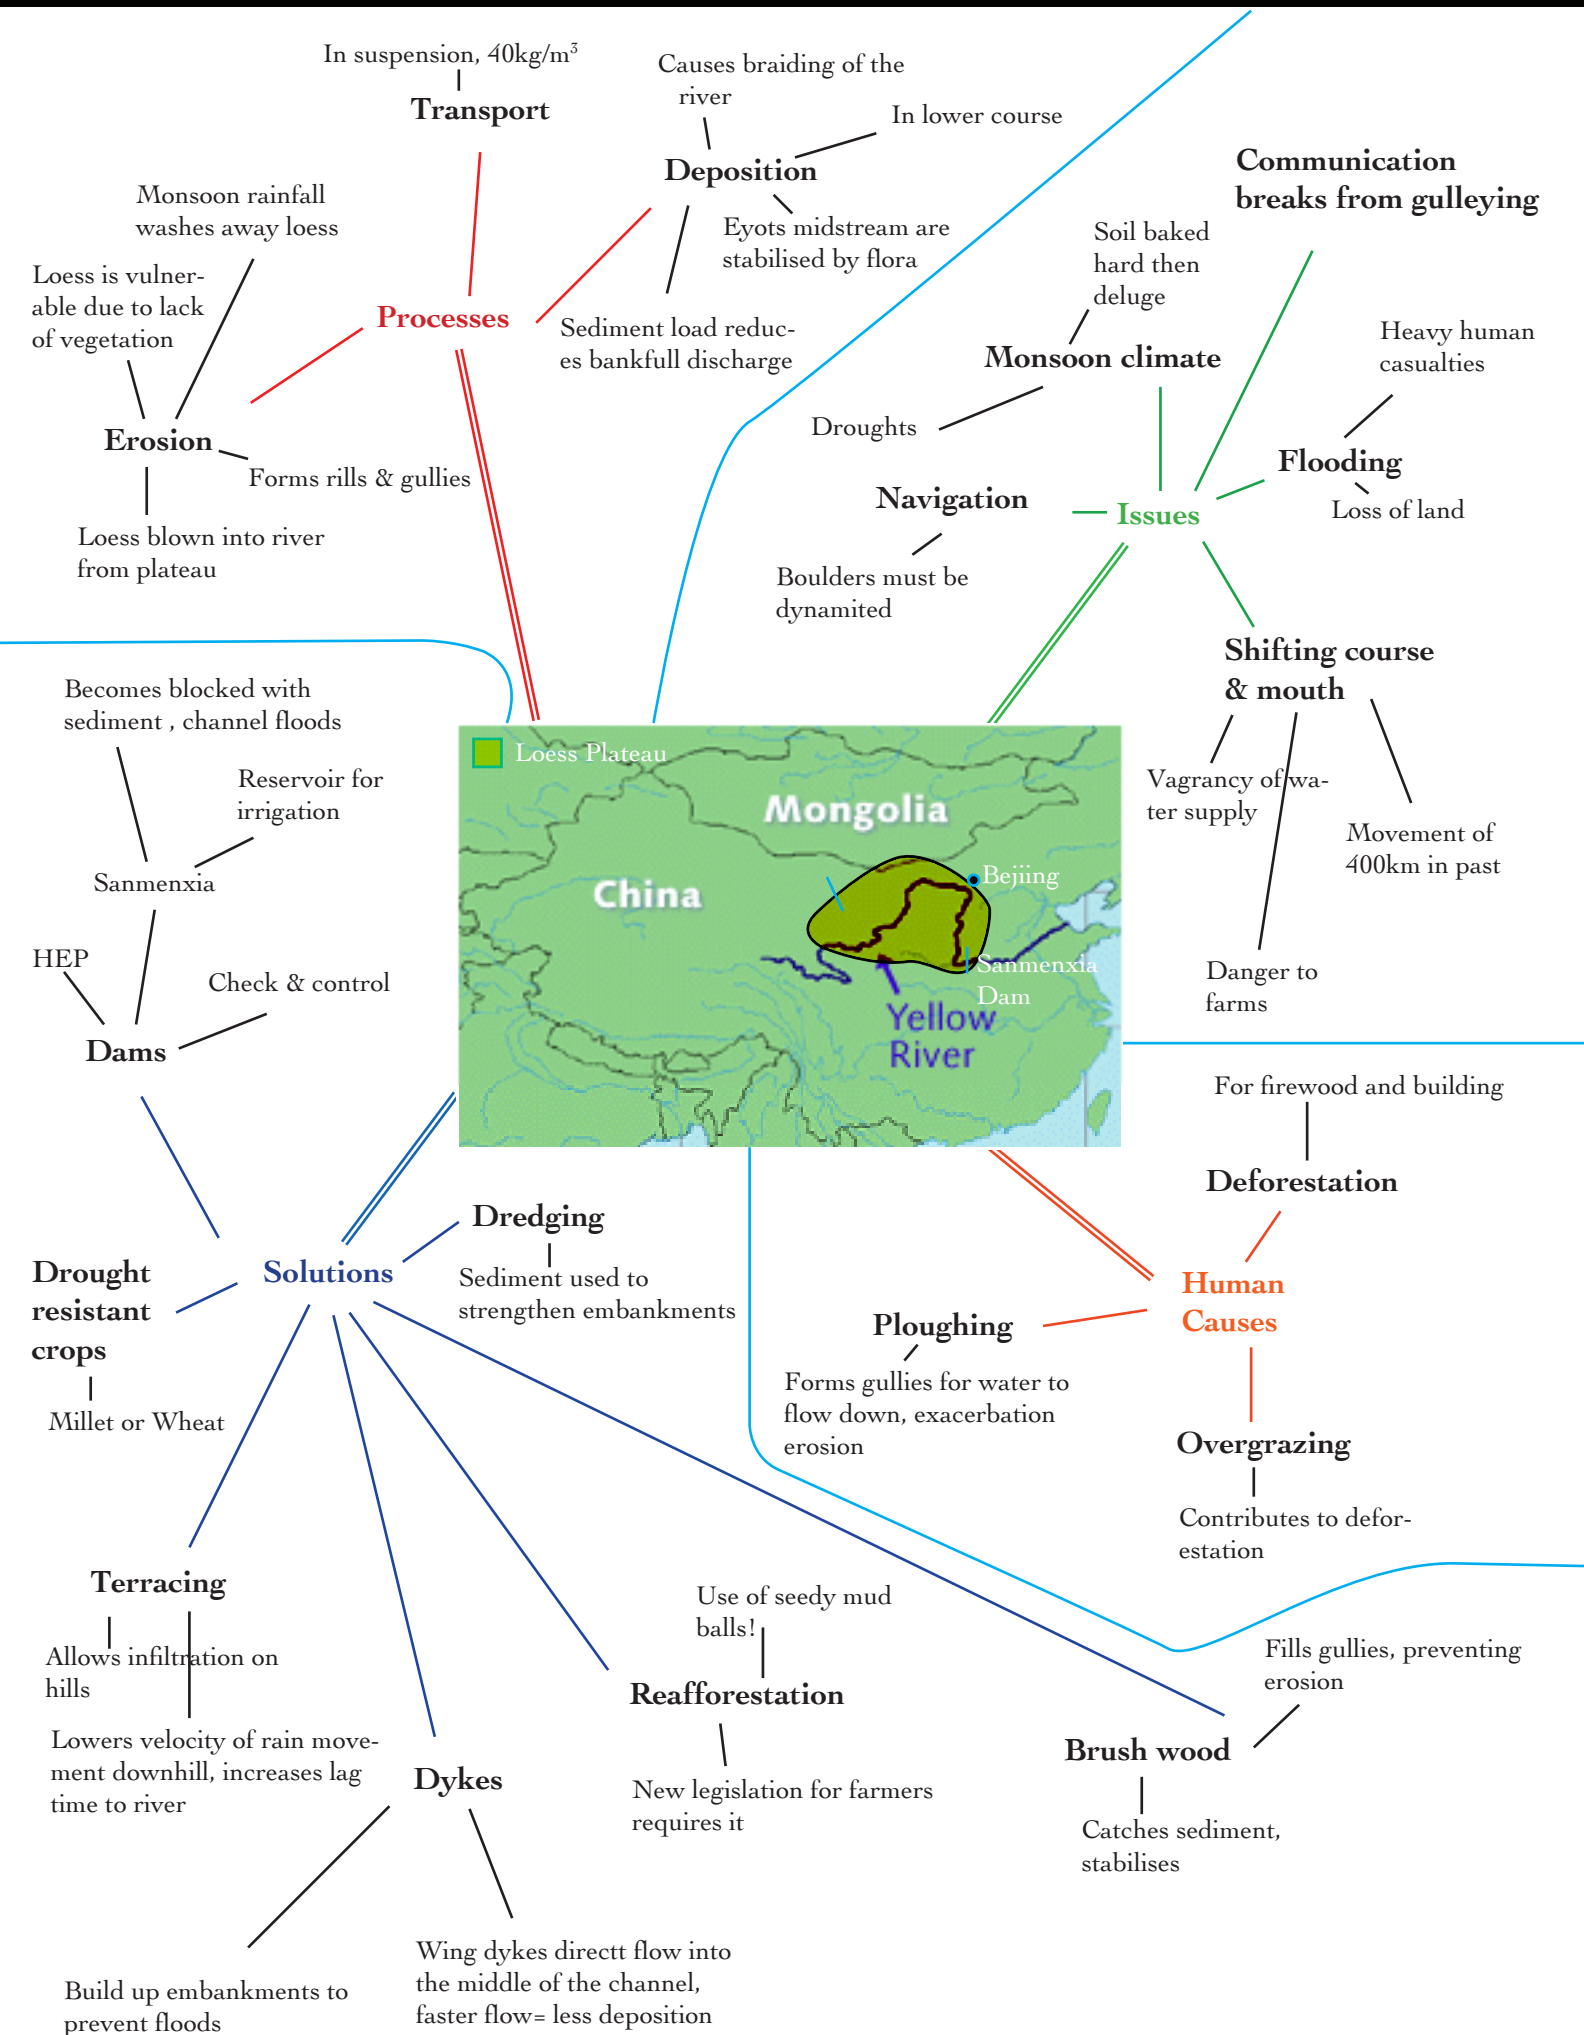 In suspension, 40kg/m³
Transport
Causes braiding of the
river
In lower course
Deposition
Eyots midstream are
stabilised by flora
Sediment load reduc-
es bankfull discharge
Monsoon rainfall
washes away loess
Loess is vulner-
able due to lack
of vegetation
Processes
Erosion
Forms rills & gullies
Loess blown into river
from plateau
Communication
breaks from gulleying
Soil baked
hard then
deluge
Monsoon climate
Droughts
Heavy human
casualties
Flooding
Loss of land
Navigation
Issues
Boulders must be
dynamited
Shifting course
& mouth
Vagrancy of wa-
ter supply
Movement of
400km in past
Danger to
farms
Becomes blocked with
sediment , channel floods
Reservoir for
irrigation
Sanmenxia
HEP
Check & control
Dams
Loess Plateau
Mongolia
China
Bejiing
Sanmenxia
Dam
Yellow
River
For firewood and building
Deforestation
Human
Causes
Ploughing
Forms gullies for water to
flow down, exacerbation
erosion
Overgrazing
Contributes to defor-
estation
Dredging
Sediment used to
strengthen embankments
Solutions
Drought
resistant
crops
Millet or Wheat
Terracing
Allows infiltration on
hills
Lowers velocity of rain move-
ment downhill, increases lag
time to river
Dykes
Build up embankments to
prevent floods
Wing dykes directt flow into
the middle of the channel,
faster flow= less deposition
Use of seedy mud
balls!
Reafforestation
New legislation for farmers
requires it
Fills gullies, preventing
erosion
Brush wood
Catches sediment,
stabilises